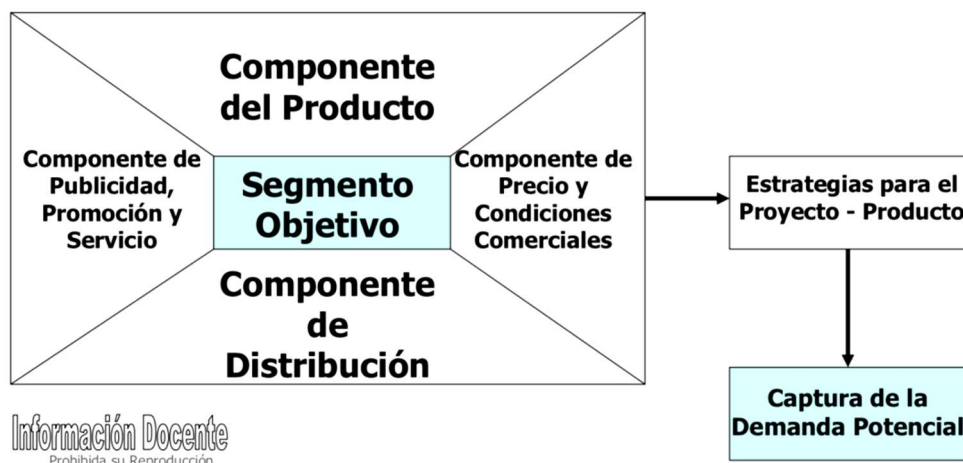 Componente
del Producto
Componente de
Publicidad,
Promoción y
Servicio
Segmento
Objetivo
Componente de
Precio y
Condiciones
Comerciales
Componente
de
Distribución
Estrategias para el
Proyecto - Producto
Captura de la
Demanda Potencial
Información Docente
Prohibida su Reproducción